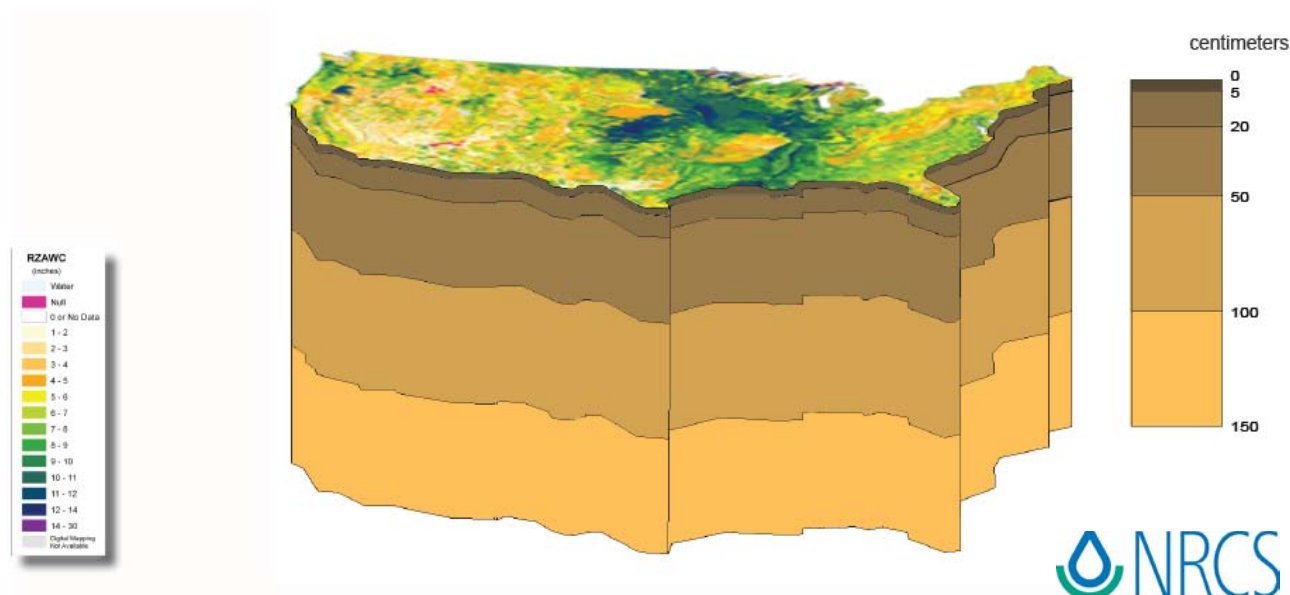 centimeters
0
5
20
50
100
150
RZAWC
(inches)
Water
Null
0 or No Data
1 - 2
2 - 3
3 - 4
4 - 5
5 - 6
6 - 7
7 - 8
8 - 9
9 - 10
10 - 11
11 - 12
12 - 14
14 - 30
Digital Mapping
Not Available
NRCS